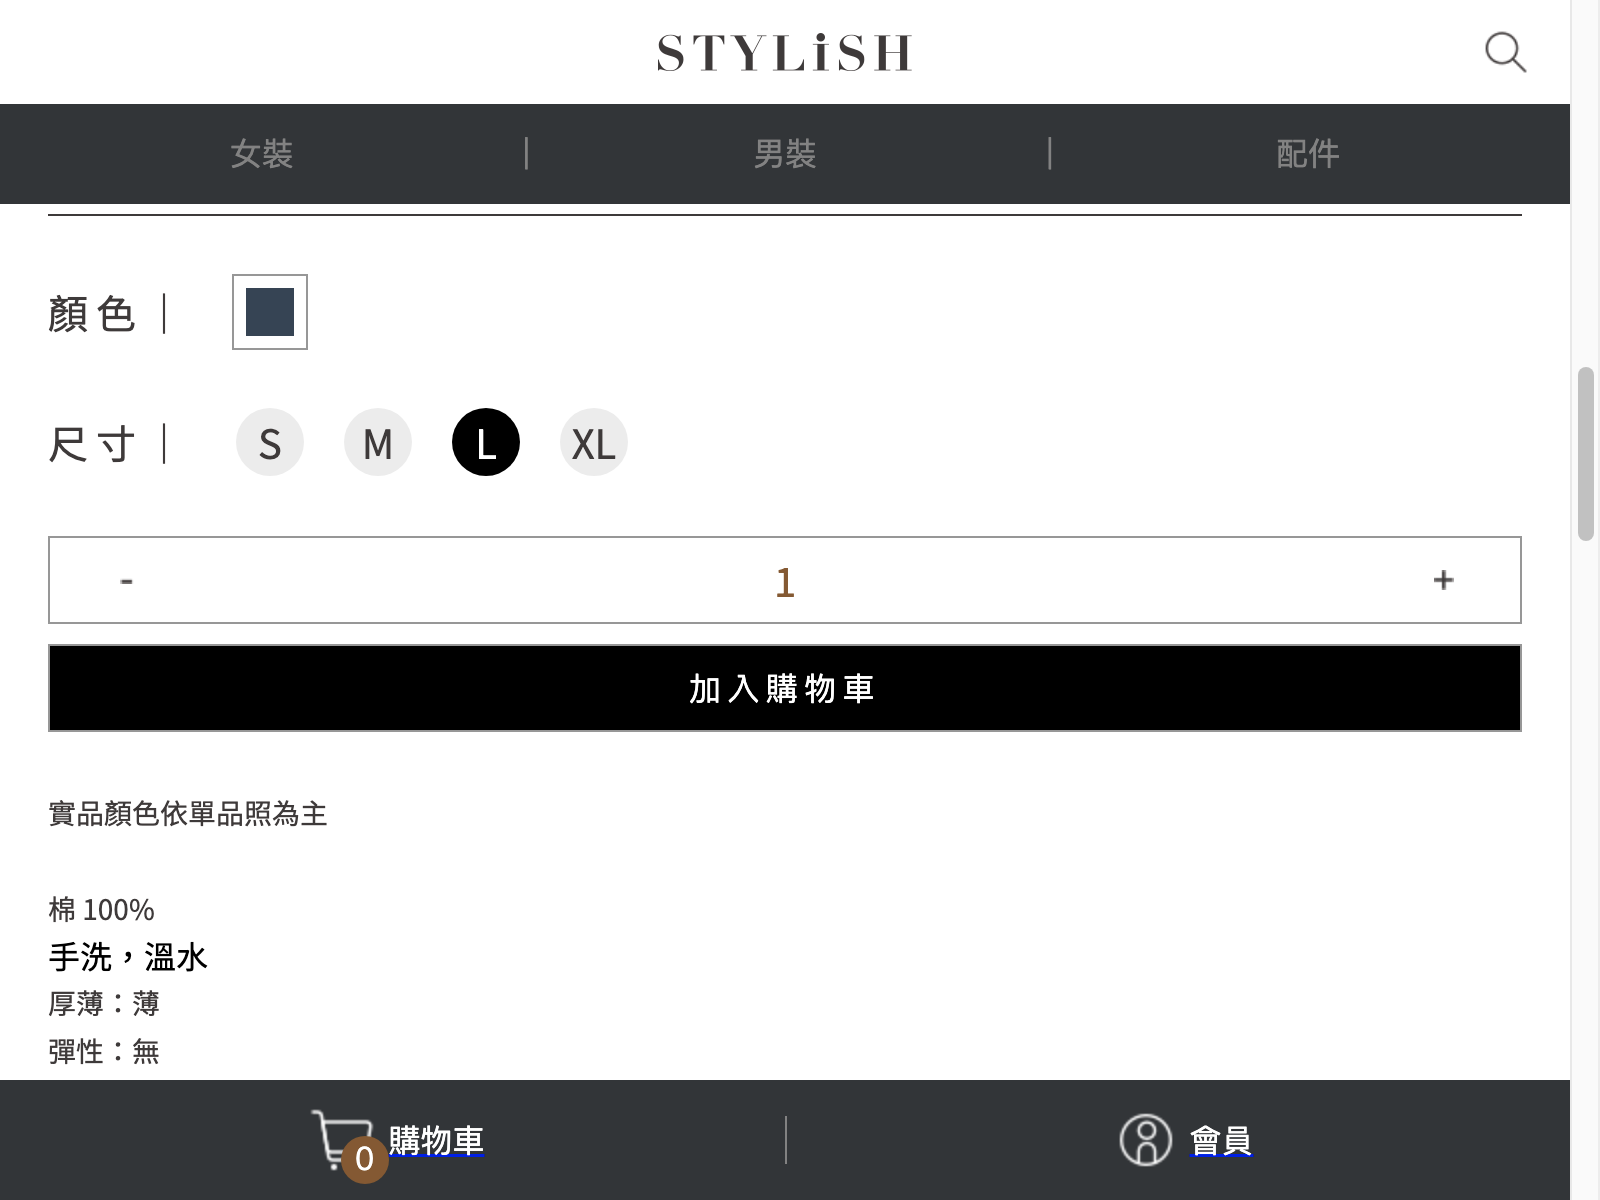 STYLiSH
女裝 | 男裝 | 配件
顏色 |
尺寸 | S M L XL
- 1 +
加入購物車
實品顏色依單品照為主
棉 100%
手洗，溫水
厚薄：薄
彈性：無
0 購物車 | 會員